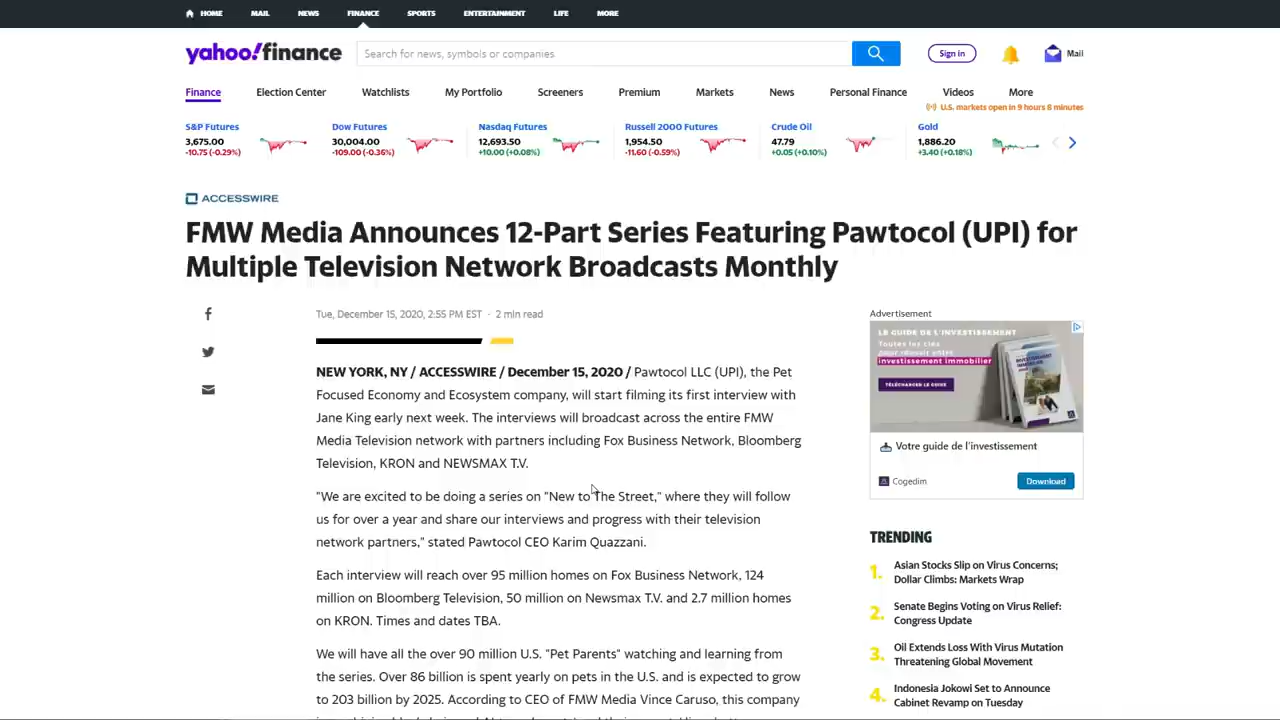 HOME MAIL NEWS FINANCE SPORTS ENTERTAINMENT LIFE MORE
yahoo!finance
Search for news, symbols or companies
Sign in
Mail
Finance Election Center Watchlists My Portfolio Screeners Premium Markets News Personal Finance Videos More
U.S. markets open in 9 hours 8 minutes
S&P Futures
3,675.00
-10.75 (-0.29%)
Dow Futures
30,004.00
-109.00 (-0.36%)
Nasdaq Futures
12,693.50
+10.00 (+0.08%)
Russell 2000 Futures
1,954.50
-11.60 (-0.59%)
Crude Oil
47.79
+0.05 (+0.10%)
Gold
1,886.20
+3.40 (+0.18%)
ACCESSWIRE
FMW Media Announces 12-Part Series Featuring Pawtocol (UPI) for
Multiple Television Network Broadcasts Monthly
Tue, December 15, 2020, 2:55 PM EST · 2 min read
NEW YORK, NY / ACCESSWIRE / December 15, 2020 / Pawtocol LLC (UPI), the Pet
Focused Economy and Ecosystem company, will start filming its first interview with
Jane King early next week. The interviews will broadcast across the entire FMW
Media Television network with partners including Fox Business Network, Bloomberg
Television, KRON and NEWSMAX T.V.
"We are excited to be doing a series on "New to The Street," where they will follow
us for over a year and share our interviews and progress with their television
network partners," stated Pawtocol CEO Karim Quazzani.
Each interview will reach over 95 million homes on Fox Business Network, 124
million on Bloomberg Television, 50 million on Newsmax T.V. and 2.7 million homes
on KRON. Times and dates TBA.
We will have all the over 90 million U.S. "Pet Parents" watching and learning from
the series. Over 86 billion is spent yearly on pets in the U.S. and is expected to grow
to 203 billion by 2025. According to CEO of FMW Media Vince Caruso, this company
Advertisement
LE GUIDE DE L'INVESTISSEMENT
Toutes les clés
pour réussir votre
investissement immobilier
TÉLÉCHARGEZ LE GUIDE
Votre guide de l'investissement
Cogedim
Download
TRENDING
1. Asian Stocks Slip on Virus Concerns;
Dollar Climbs: Markets Wrap
2. Senate Begins Voting on Virus Relief:
Congress Update
3. Oil Extends Loss With Virus Mutation
Threatening Global Movement
4. Indonesia Jokowi Set to Announce
Cabinet Revamp on Tuesday